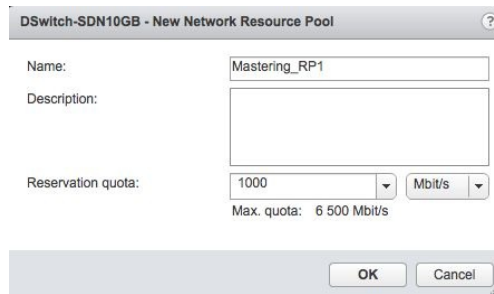 DSwitch-SDN10GB - New Network Resource Pool ?
Name: Mastering_RP1
Description:
Reservation quota: 1000 Mbit/s
Max. quota: 6 500 Mbit/s
OK Cancel